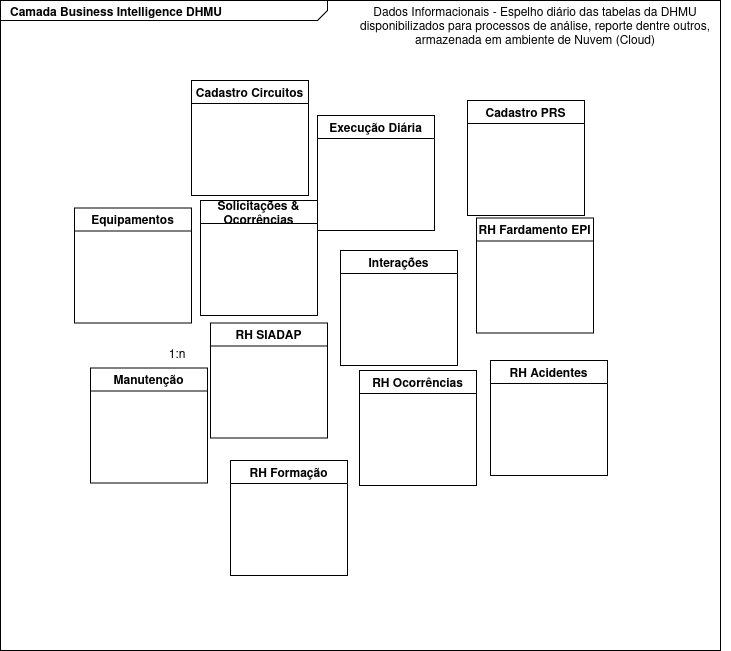 Camada Business Intelligence DHMU
Dados Informacionais - Espelho diário das tabelas da DHMU
disponibilizados para processos de análise, reporte dentre outros,
armazenada em ambiente de Nuvem (Cloud)
Cadastro Circuitos
Execução Diária
Cadastro PRS
Equipamentos
Solicitações &
Ocorrências
RH Fardamento EPI
Interações
RH SIADAP
1:n
Manutenção
RH Ocorrências
RH Acidentes
RH Formação